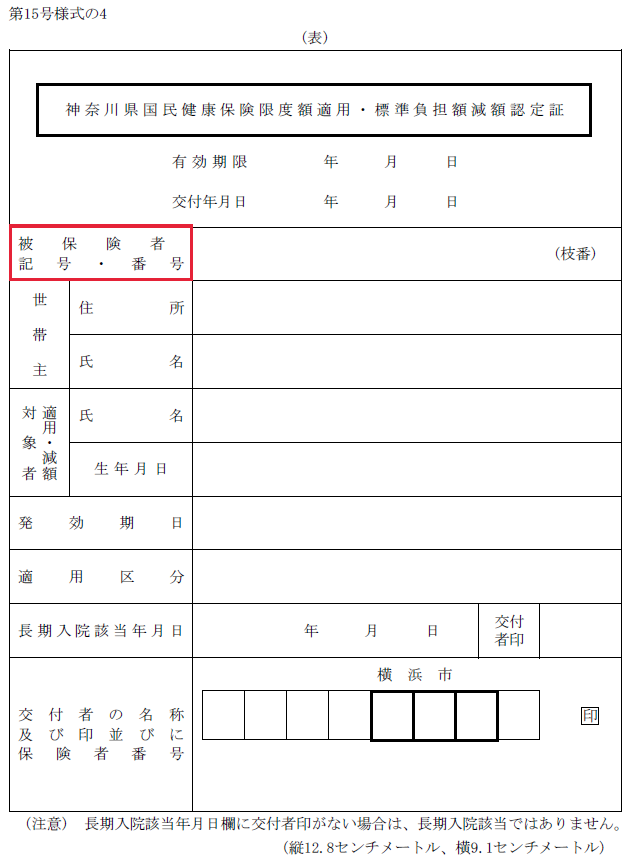 第15号様式の4
（表）
神奈川県国民健康保険限度額適用・標準負担額減額認定証
有効期限　年　月　日
交付年月日　年　月　日
被保険者
記号・番号
（枝番）
世帯主
住所
氏名
適用・減額
対象者
氏名
生年月日
発効期日
適用区分
長期入院該当年月日
年　月　日
交付
者印
交付者の名称
及び印並びに
保険者番号
横浜市
印
（注意）　長期入院該当年月日欄に交付者印がない場合は、長期入院該当ではありません。
（縦12.8センチメートル、横9.1センチメートル）